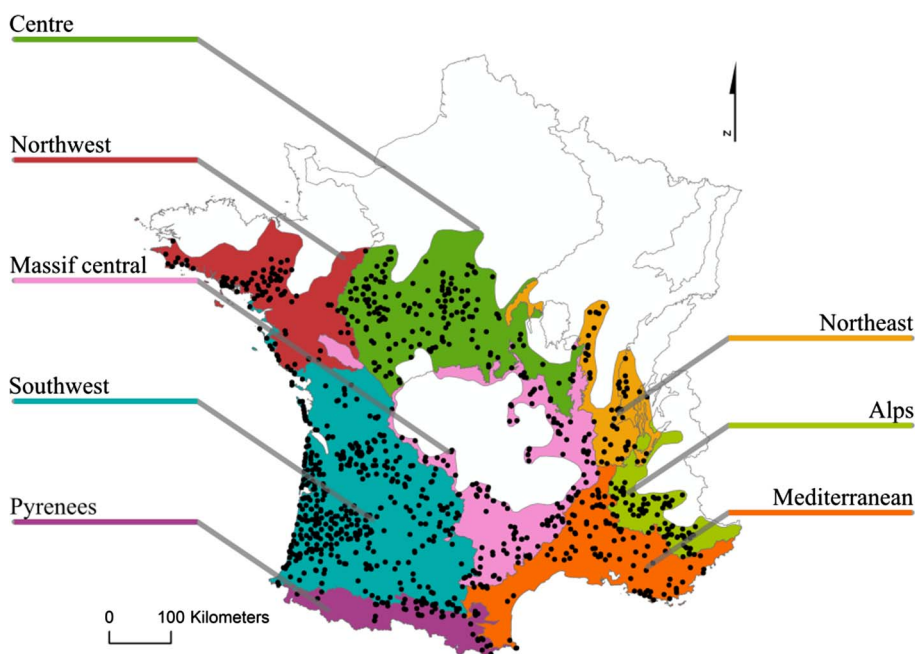 Centre
Northwest
Massif central
Southwest
Pyrenees
Northeast
Alps
Mediterranean
N
0 100 Kilometers